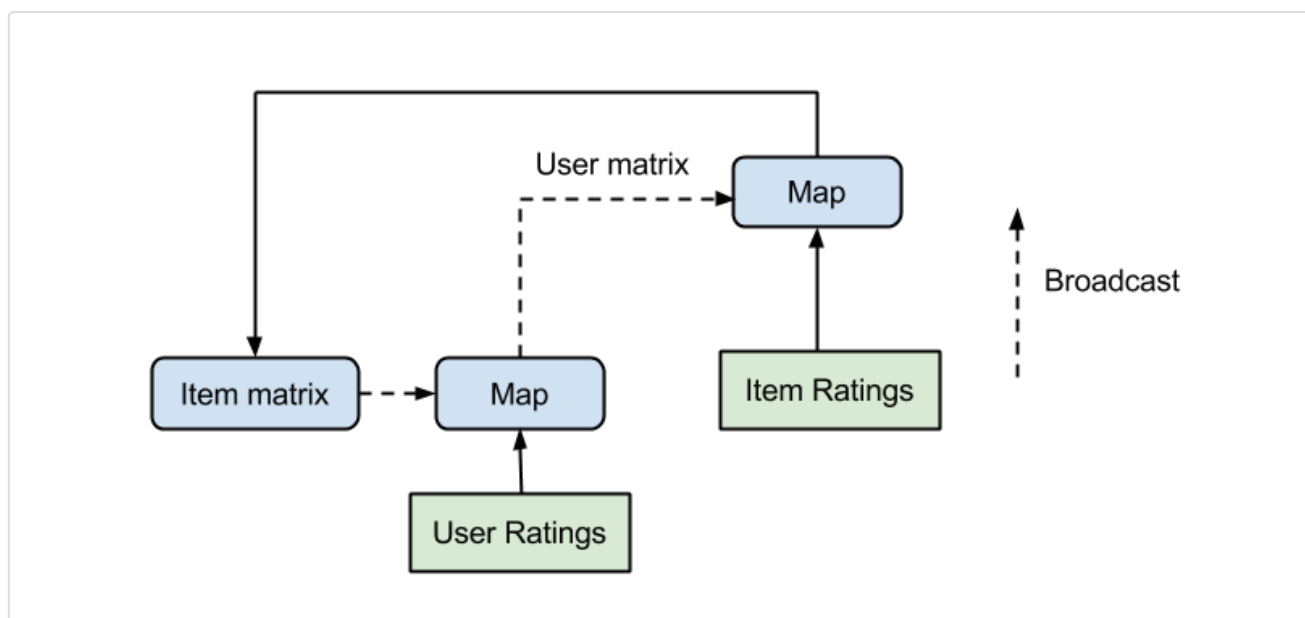 User matrix
Map
Broadcast
Item matrix
Map
Item Ratings
User Ratings